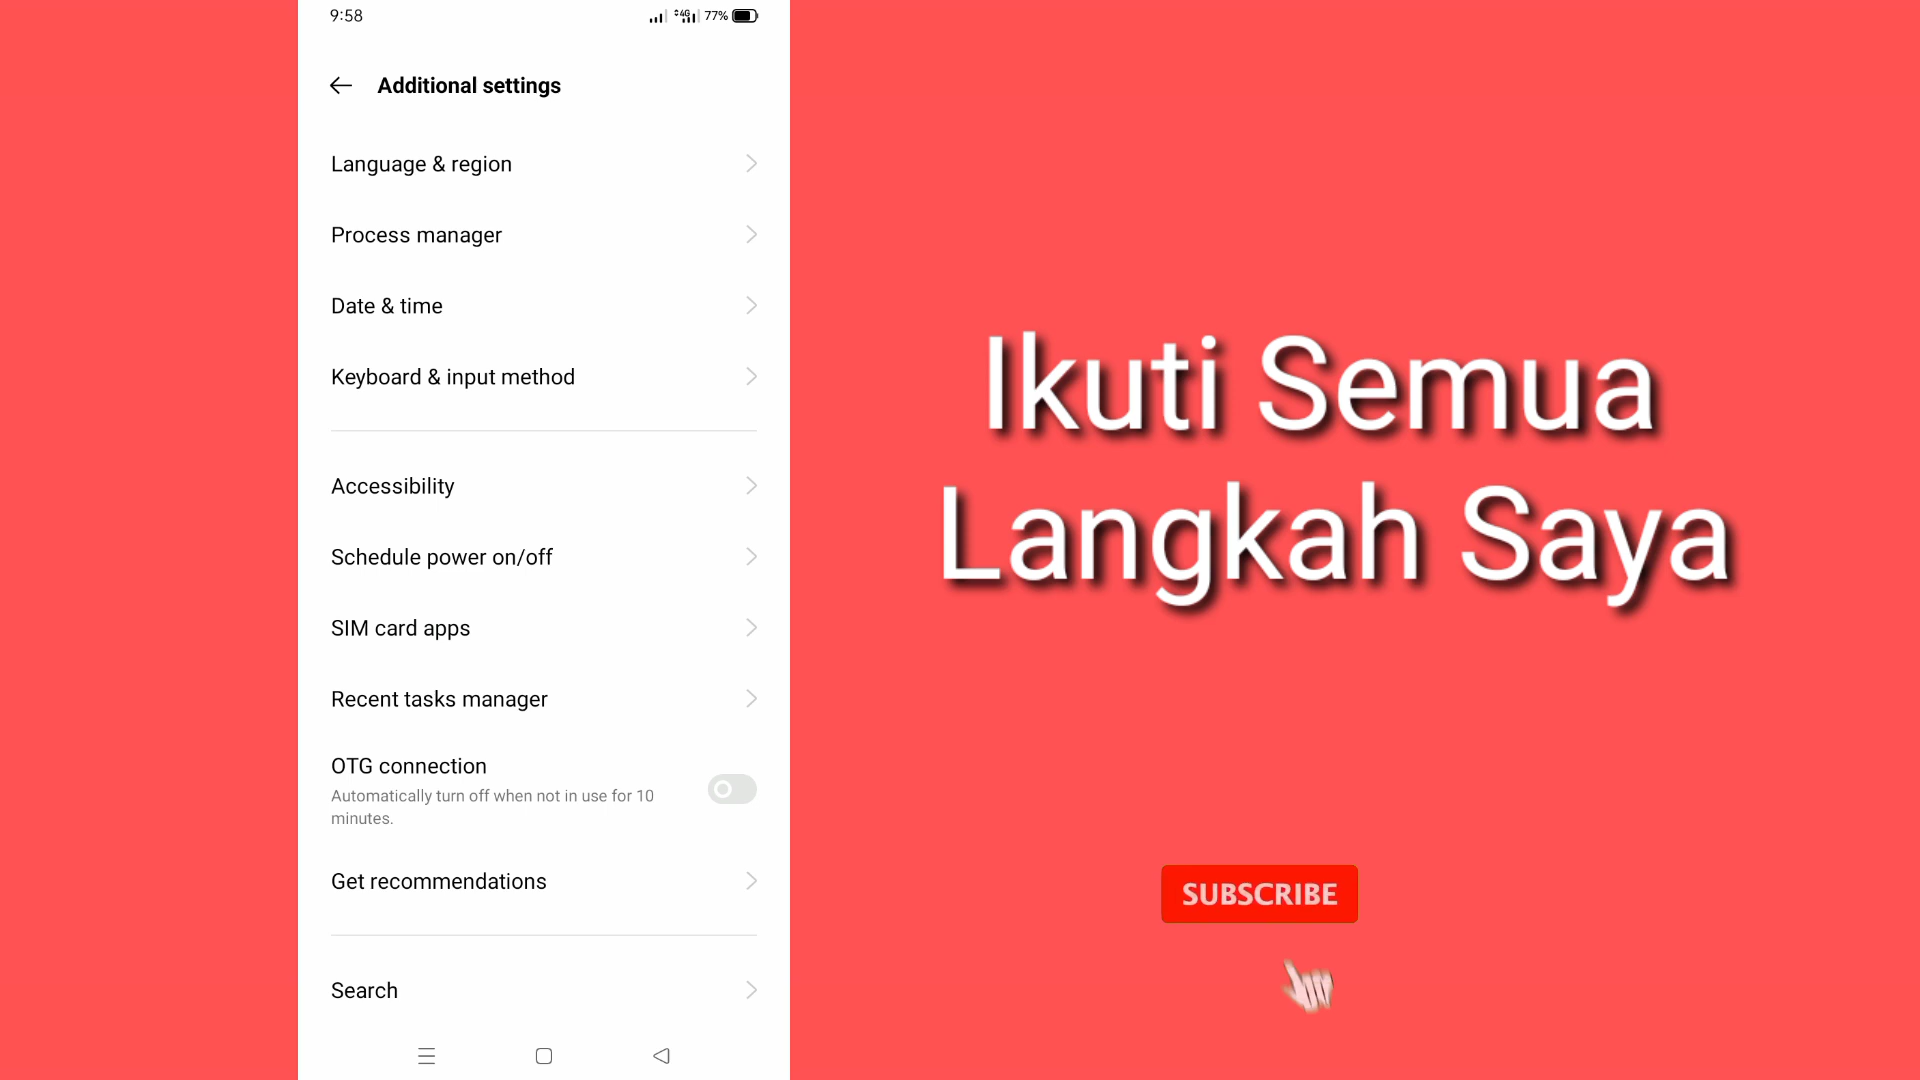 9:58
4G 77%
Additional settings
Language & region
Process manager
Date & time
Keyboard & input method
Accessibility
Schedule power on/off
SIM card apps
Recent tasks manager
OTG connection
Automatically turn off when not in use for 10
minutes.
Get recommendations
Search
Ikuti Semua
Langkah Saya
SUBSCRIBE